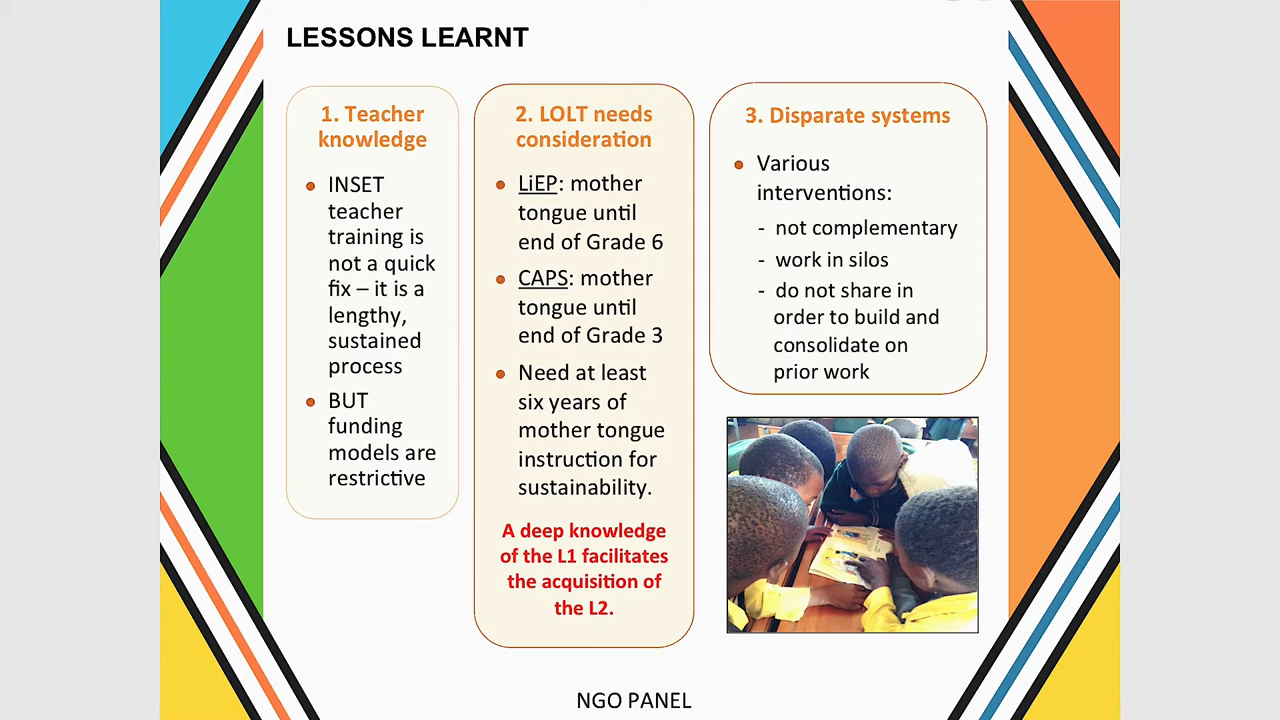 LESSONS LEARNT
1. Teacher
knowledge
INSET
teacher
training is
not a quick
fix – it is a
lengthy,
sustained
process
BUT
funding
models are
restrictive
2. LOLT needs
consideration
LiEP: mother
tongue until
end of Grade 6
CAPS: mother
tongue until
end of Grade 3
Need at least
six years of
mother tongue
instruction for
sustainability.
A deep knowledge
of the L1 facilitates
the acquisition of
the L2.
3. Disparate systems
Various
interventions:
- not complementary
- work in silos
- do not share in
order to build and
consolidate on
prior work
NGO PANEL